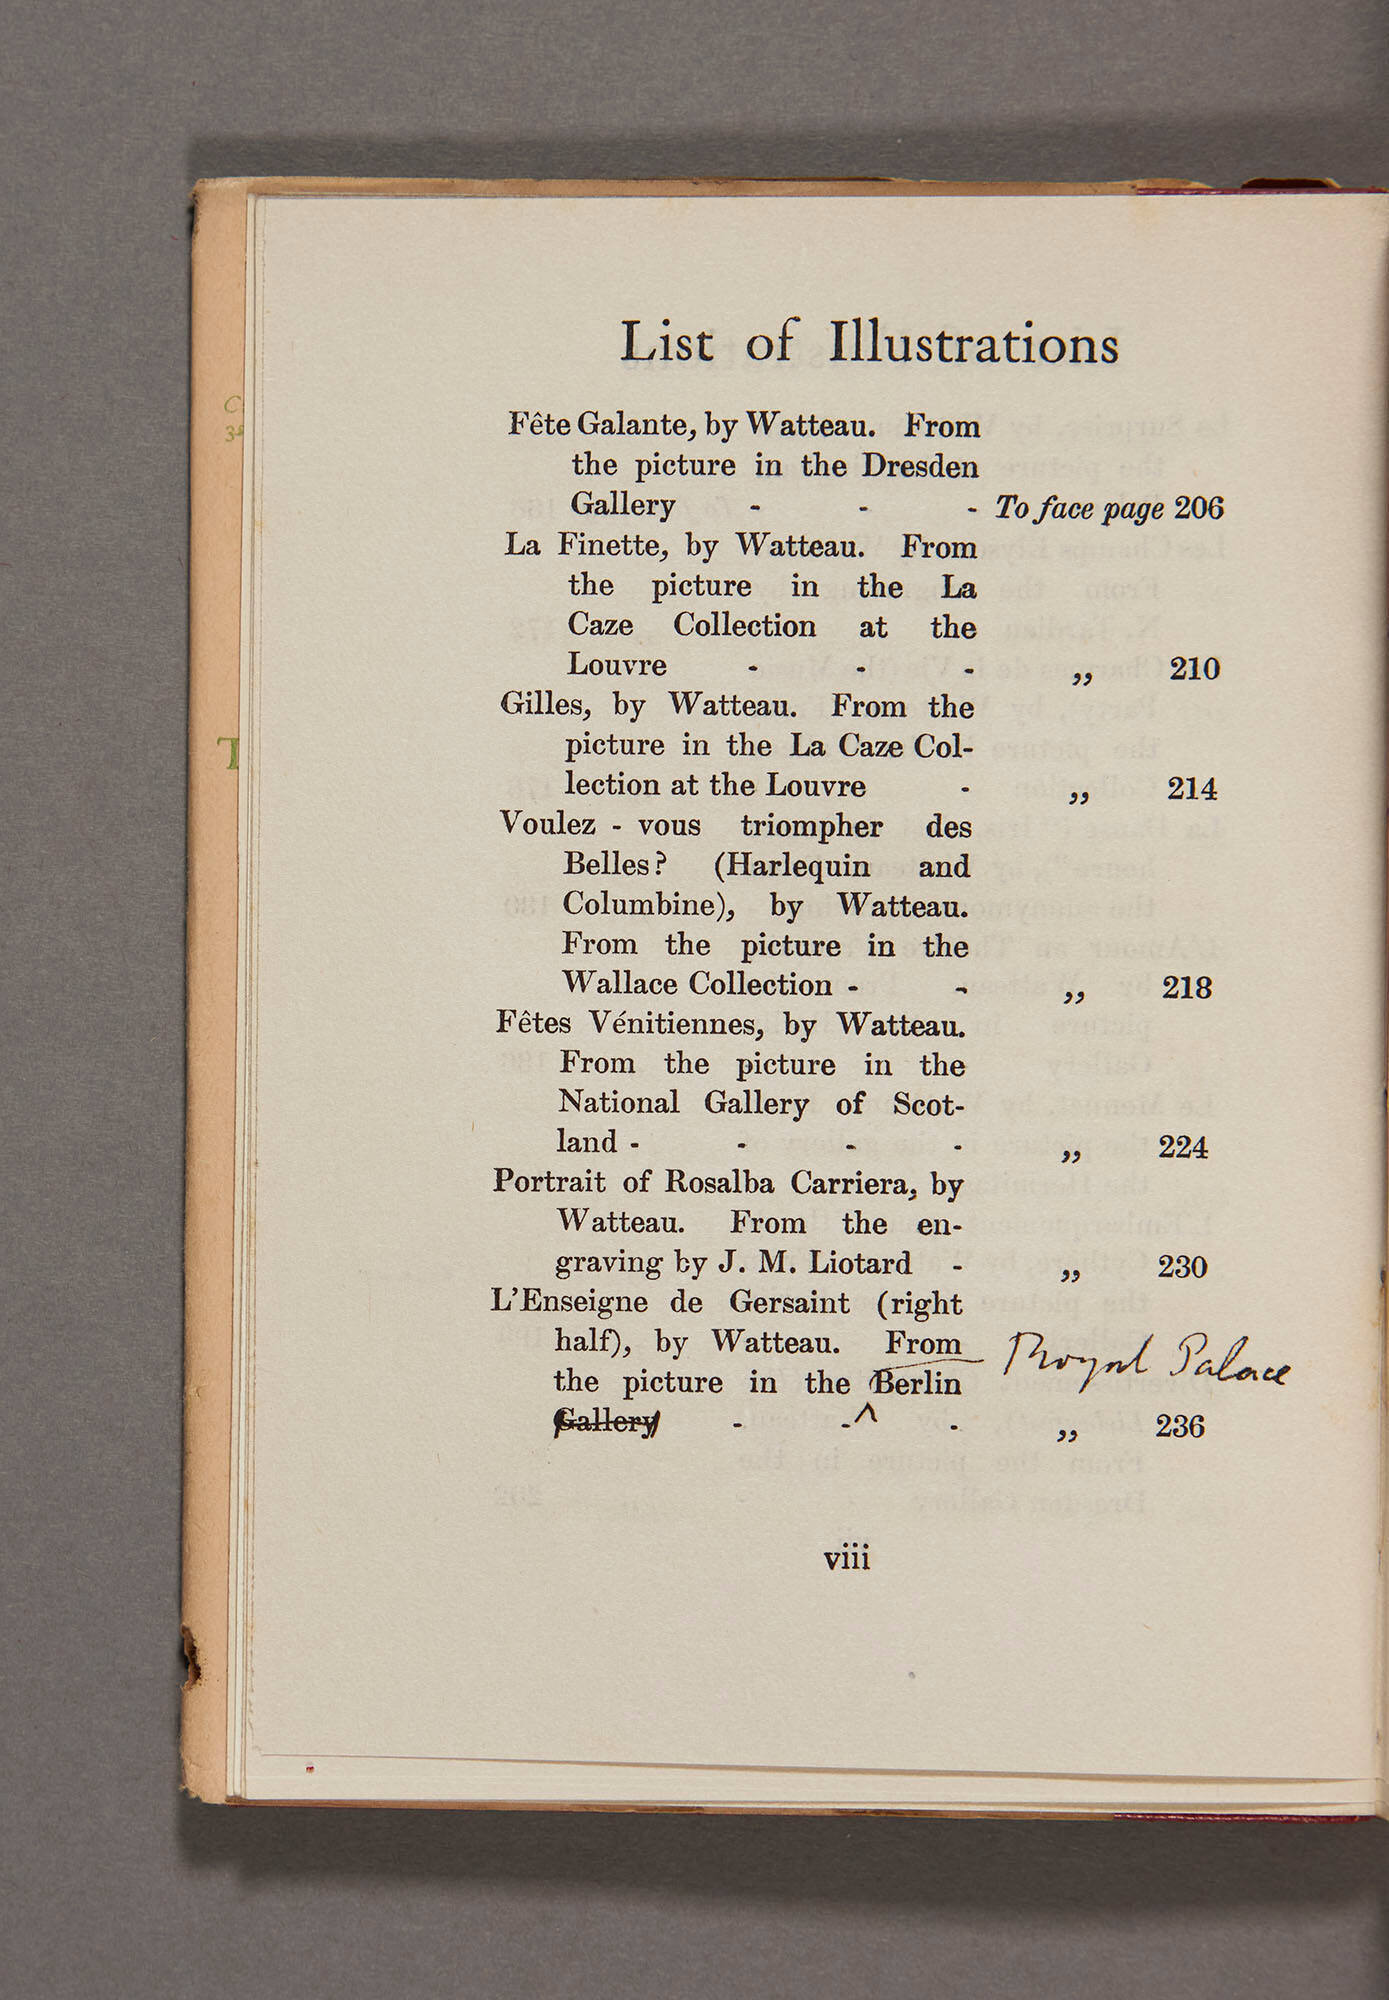 List of Illustrations
Fête Galante, by Watteau. From
the picture in the Dresden
Gallery - - - To face page 206
La Finette, by Watteau. From
the picture in the La
Caze Collection at the
Louvre - - - „ 210
Gilles, by Watteau. From the
picture in the La Caze Col-
lection at the Louvre - „ 214
Voulez - vous triompher des
Belles? (Harlequin and
Columbine), by Watteau.
From the picture in the
Wallace Collection - - „ 218
Fêtes Vénitiennes, by Watteau.
From the picture in the
National Gallery of Scot-
land - - - - „ 224
Portrait of Rosalba Carriera, by
Watteau. From the en-
graving by J. M. Liotard - „ 230
L'Enseigne de Gersaint (right
half), by Watteau. From
the picture in the Berlin Royal Palace
Gallery - - - „ 236
viii